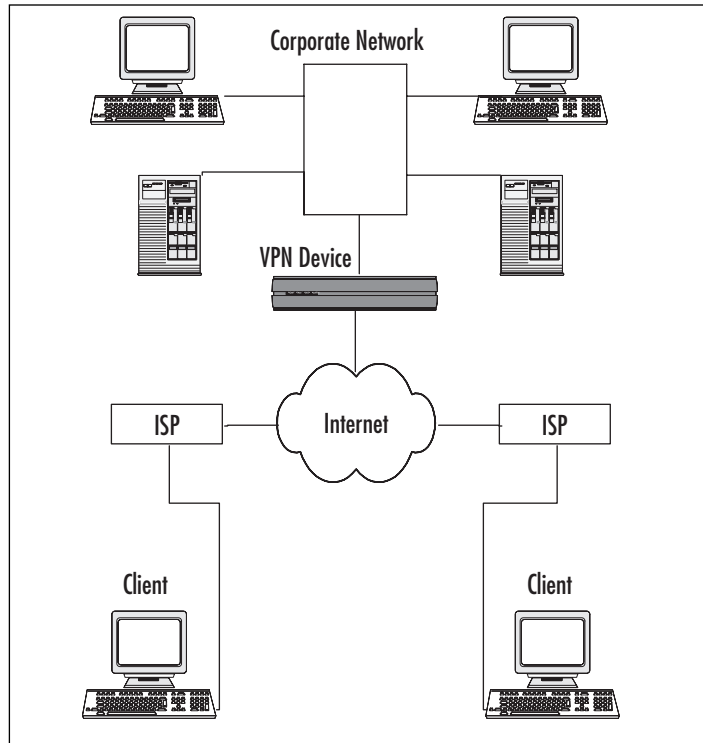 Corporate Network
VPN Device
ISP
Internet
ISP
Client
Client